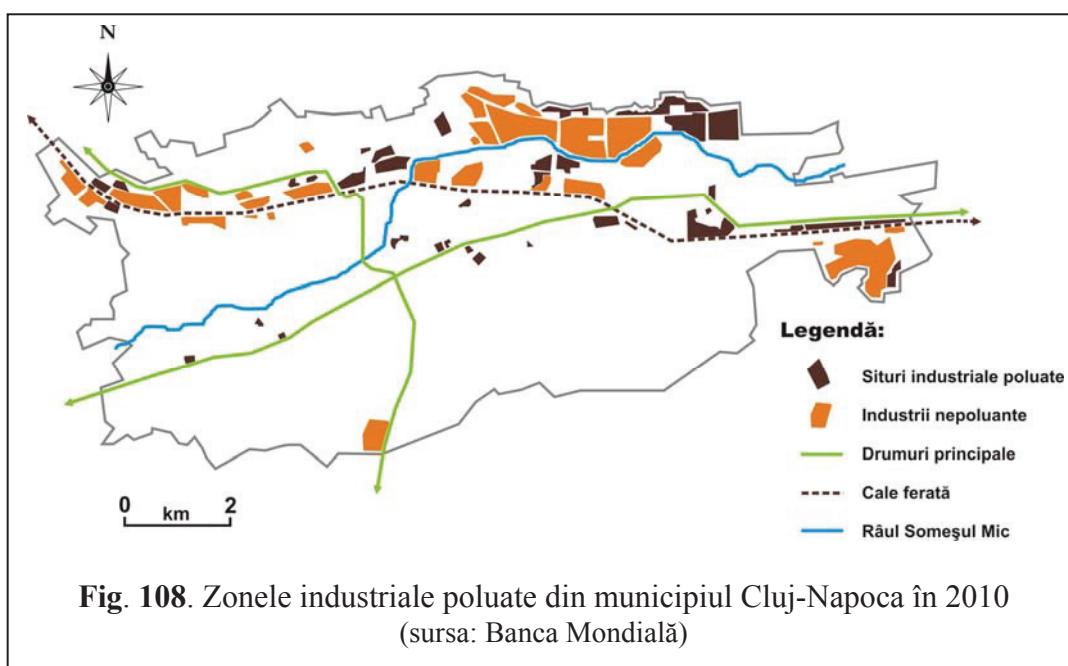 N
Legendă:
Situri industriale poluate
Industrii nepoluante
Drumuri principale
Cale ferată
Râul Someşul Mic
0 2
km
Fig. 108. Zonele industriale poluate din municipiul Cluj-Napoca în 2010
(sursa: Banca Mondială)